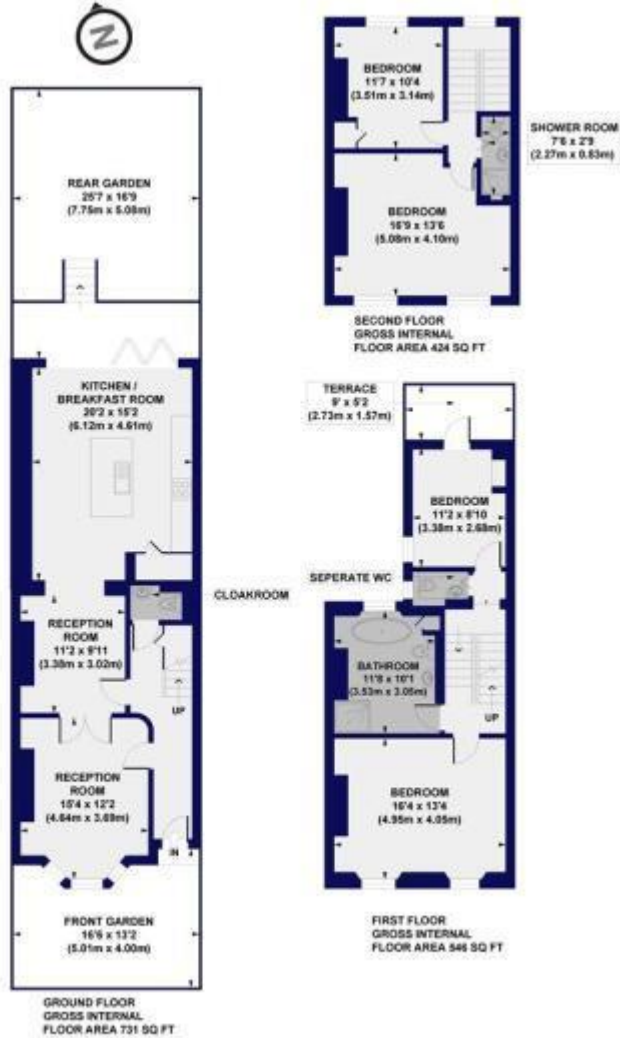 N
REAR GARDEN
25'7 x 16'9
(7.75m x 5.08m)
KITCHEN /
BREAKFAST ROOM
20'2 x 15'2
(6.12m x 4.61m)
CLOAKROOM
RECEPTION
ROOM
11'2 x 9'11
(3.38m x 3.02m)
UP
RECEPTION
ROOM
15'4 x 12'2
(4.64m x 3.69m)
IN
FRONT GARDEN
16'6 x 13'2
(5.01m x 4.00m)
GROUND FLOOR
GROSS INTERNAL
FLOOR AREA 731 SQ FT
BEDROOM
11'7 x 10'4
(3.51m x 3.14m)
SHOWER ROOM
7'6 x 2'9
(2.27m x 0.83m)
BEDROOM
16'9 x 13'6
(5.08m x 4.10m)
SECOND FLOOR
GROSS INTERNAL
FLOOR AREA 424 SQ FT
TERRACE
9' x 5'2
(2.73m x 1.57m)
BEDROOM
11'2 x 8'10
(3.38m x 2.68m)
SEPERATE WC
BATHROOM
11'8 x 10'1
(3.53m x 3.05m)
UP
BEDROOM
16'4 x 13'4
(4.95m x 4.05m)
FIRST FLOOR
GROSS INTERNAL
FLOOR AREA 546 SQ FT